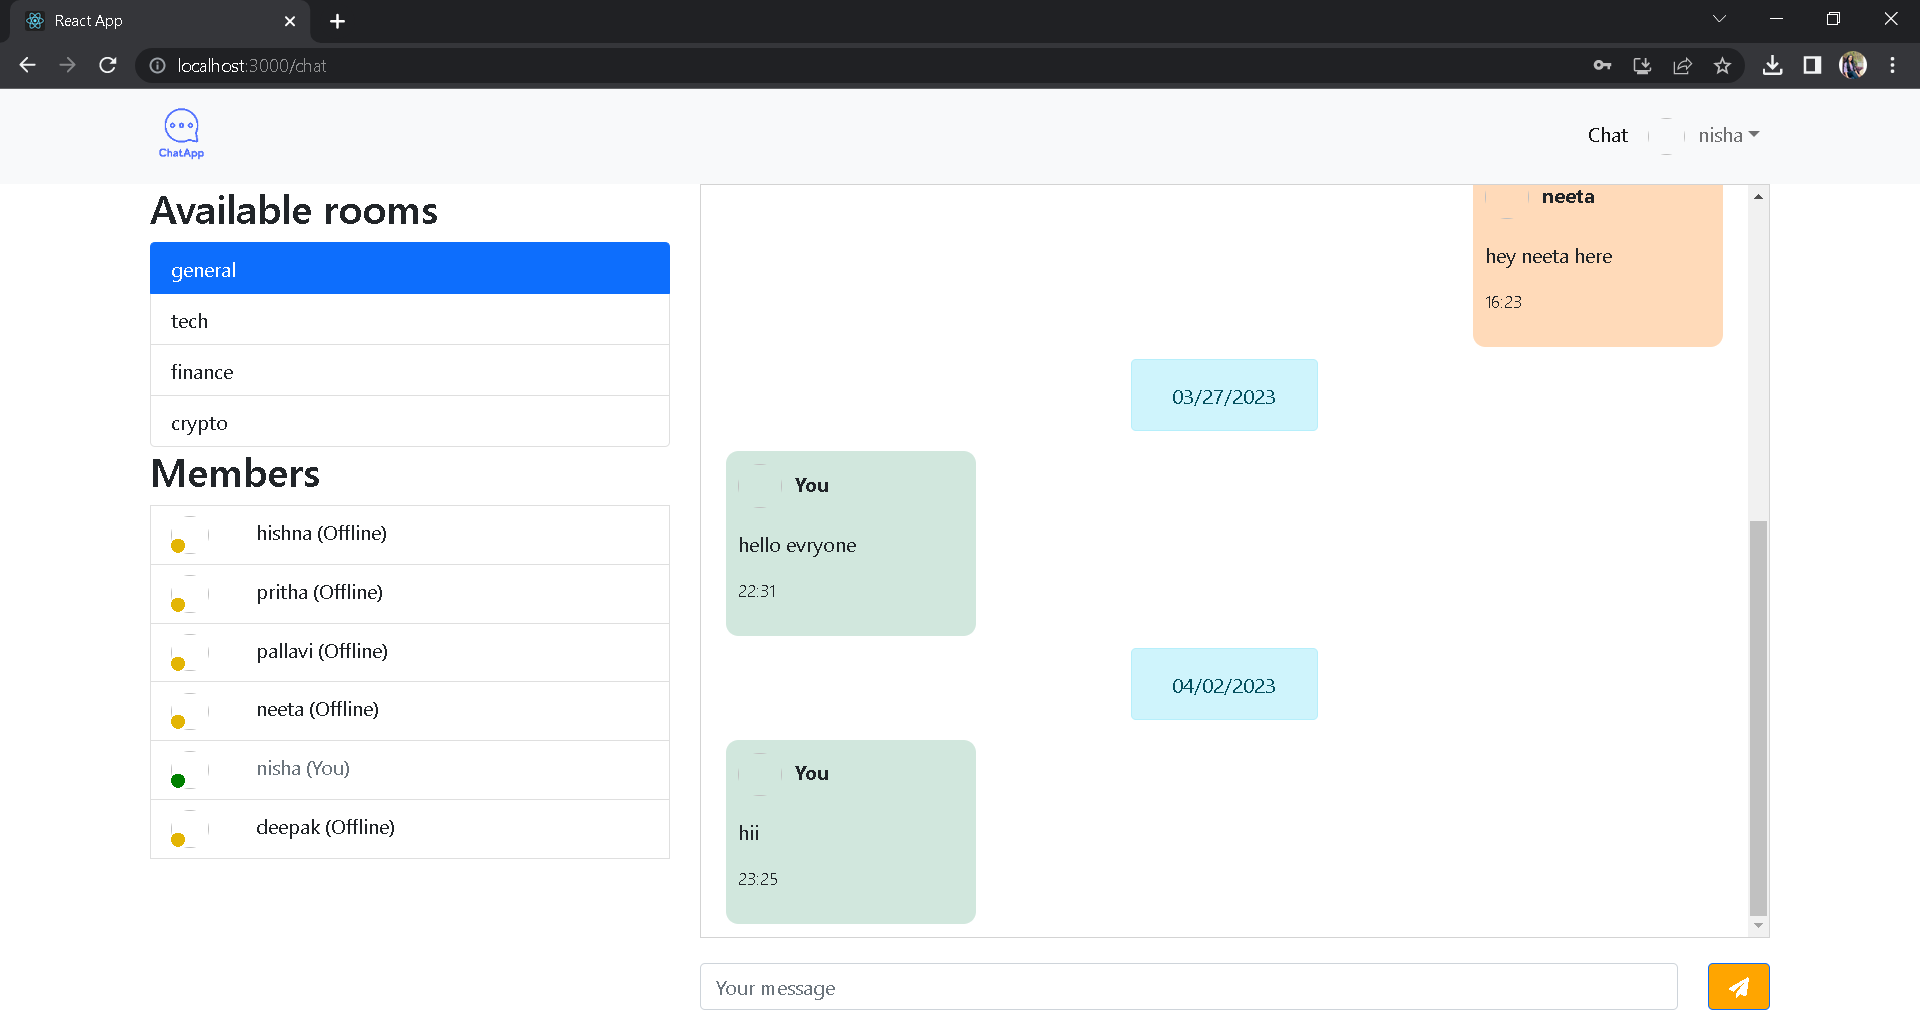 React App
localhost:3000/chat
ChatApp
Chat
nisha
Available rooms
general
tech
finance
crypto
Members
hishna (Offline)
pritha (Offline)
pallavi (Offline)
neeta (Offline)
nisha (You)
deepak (Offline)
neeta
hey neeta here
16:23
03/27/2023
You
hello evryone
22:31
04/02/2023
You
hii
23:25
Your message